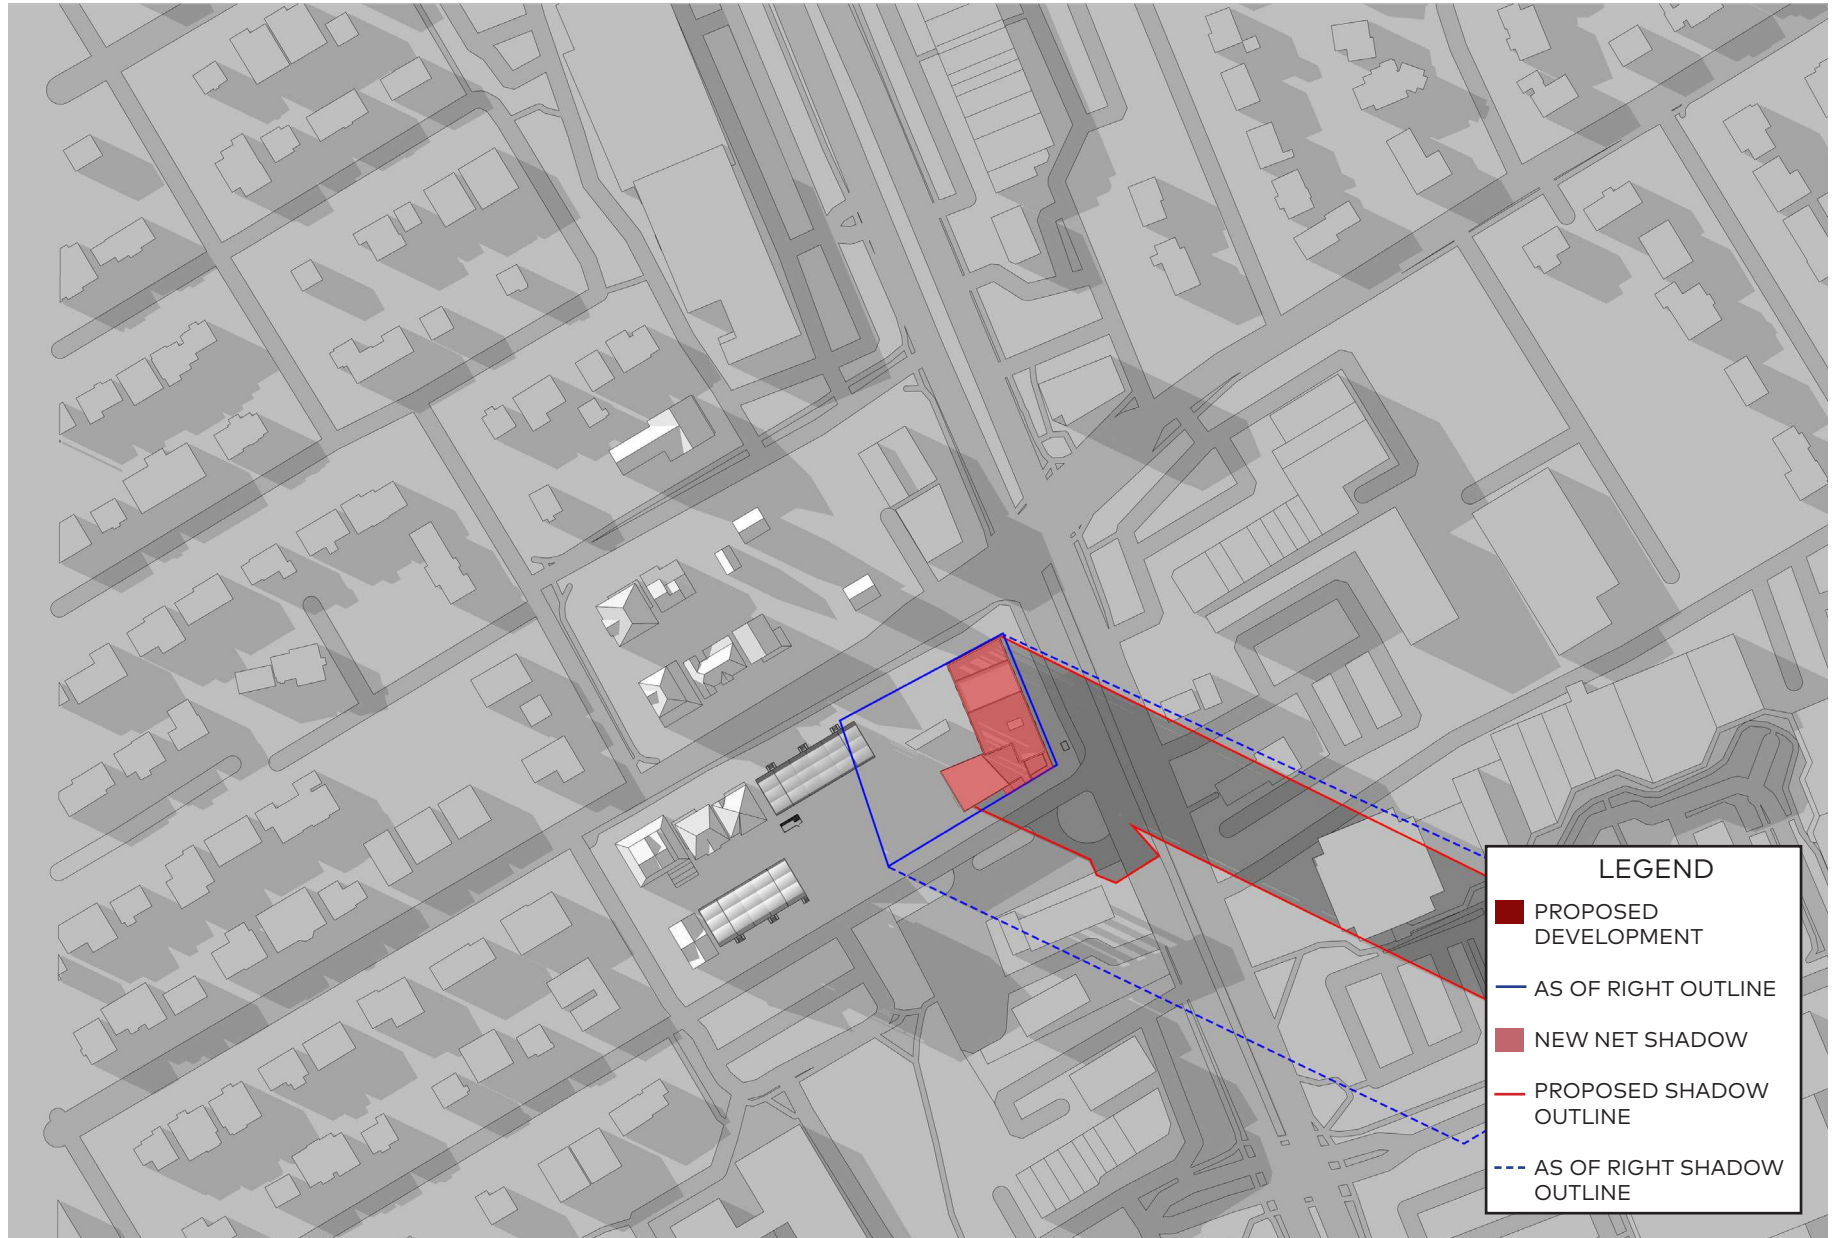 LEGEND
PROPOSED
DEVELOPMENT
AS OF RIGHT OUTLINE
NEW NET SHADOW
PROPOSED SHADOW
OUTLINE
AS OF RIGHT SHADOW
OUTLINE